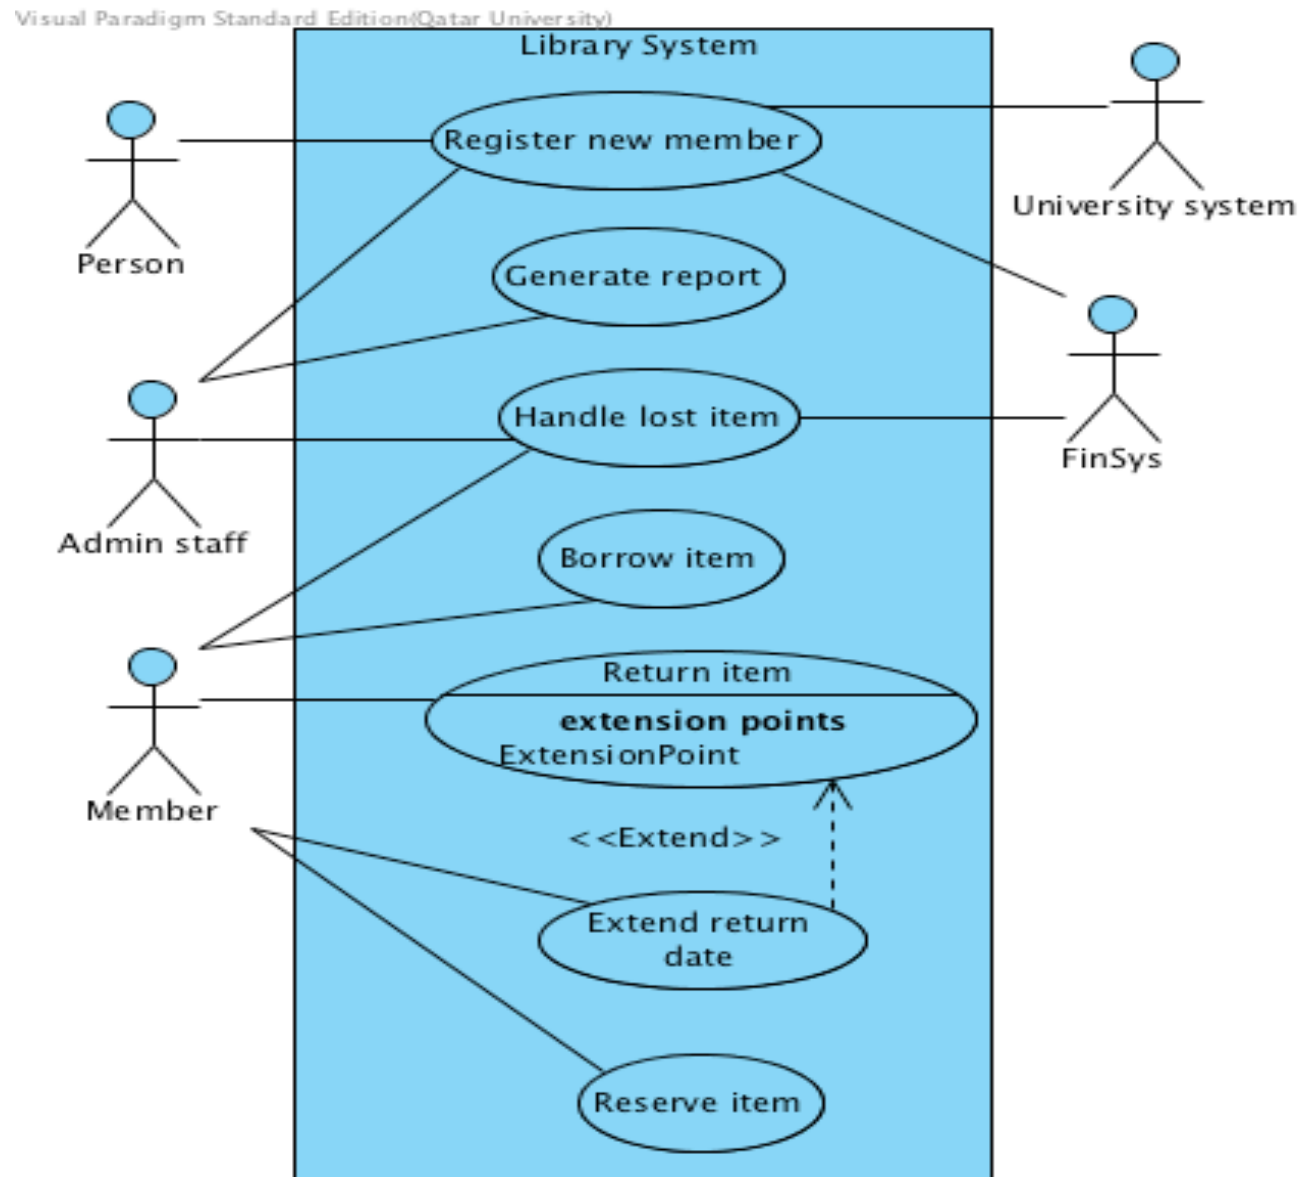 Visual Paradigm Standard Edition(Qatar University)
Library System
Register new member
University system
Person
Generate report
Handle lost item
FinSys
Admin staff
Borrow item
Return item
extension points
ExtensionPoint
Member
<<Extend>>
Extend return
date
Reserve item